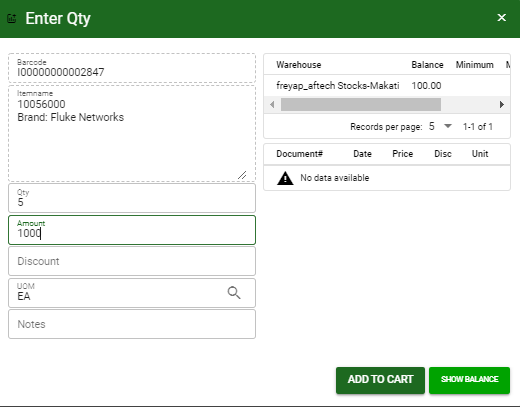 Enter Qty
Barcode
I00000000002847
Itemname
10056000
Brand: Fluke Networks
Qty
5
Amount
1000
Discount
UOM
EA
Notes
Warehouse Balance Minimum M
freyap_aftech Stocks-Makati 100.00
Records per page: 5 1-1 of 1
Document# Date Price Disc Unit
No data available
ADD TO CART SHOW BALANCE